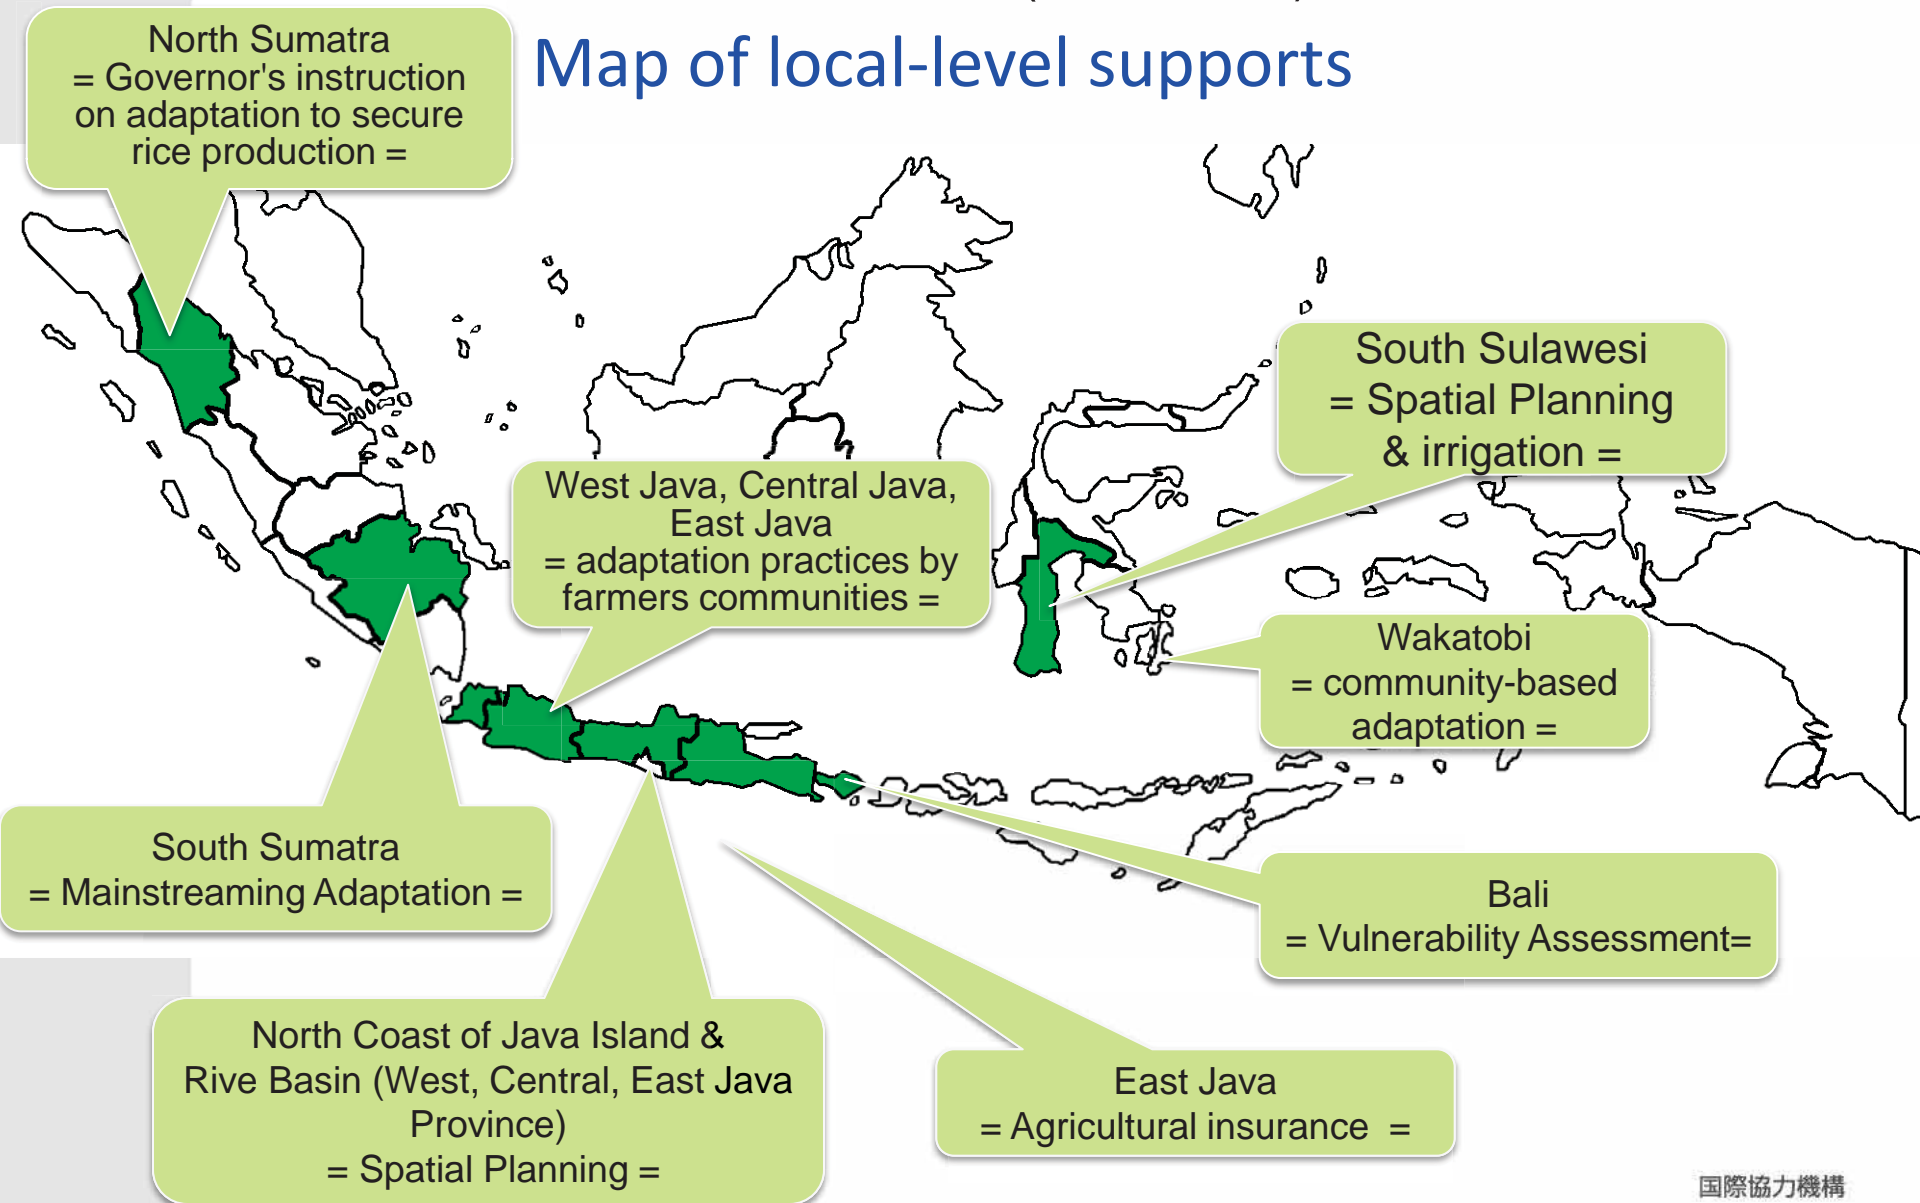 Map of local-level supports
North Sumatra
= Governor's instruction
on adaptation to secure
rice production =
South Sulawesi
= Spatial Planning
& irrigation =
West Java, Central Java,
East Java
= adaptation practices by
farmers communities =
Wakatobi
= community-based
adaptation =
South Sumatra
= Mainstreaming Adaptation =
Bali
= Vulnerability Assessment=
North Coast of Java Island &
Rive Basin (West, Central, East Java
Province)
= Spatial Planning =
East Java
= Agricultural insurance =
国際協力機構